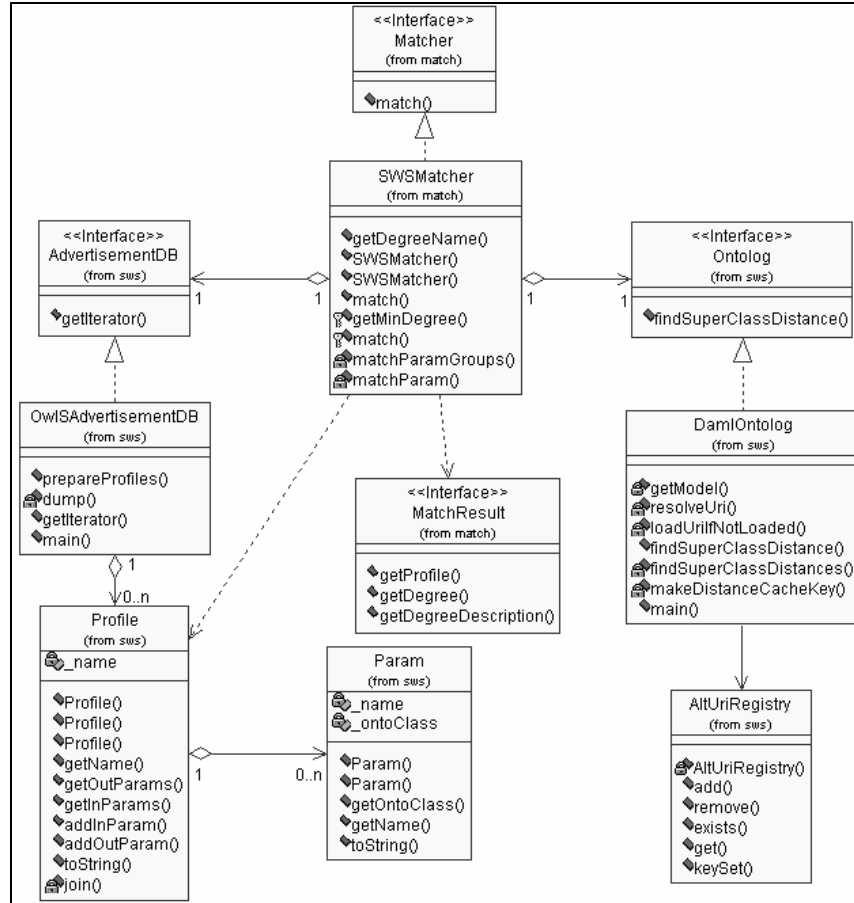 <<Interface>>
Matcher
(from match)
match()
SWSMatcher
(from match)
getDegreeName()
SWSMatcher()
SWSMatcher()
match()
getMinDegree()
match()
matchParamGroups()
matchParam()
<<Interface>>
AdvertisementDB
(from sws)
getIterator()
1
1
1
1
<<Interface>>
Ontolog
(from sws)
findSuperClassDistance()
OwlSAdvertisementDB
(from sws)
prepareProfiles()
dump()
getIterator()
main()
1
0..n
<<Interface>>
MatchResult
(from match)
getProfile()
getDegree()
getDegreeDescription()
DamlOntolog
(from sws)
getModel()
resolveUri()
loadUriIfNotLoaded()
findSuperClassDistance()
findSuperClassDistances()
makeDistanceCacheKey()
main()
Profile
(from sws)
_name
Profile()
Profile()
Profile()
getName()
getOutParams()
getInParams()
addInParam()
addOutParam()
toString()
join()
1
0..n
Param
(from sws)
_name
_ontoClass
Param()
Param()
getOntoClass()
getName()
toString()
AltUriRegistry
(from sws)
AltUriRegistry()
add()
remove()
exists()
get()
keySet()